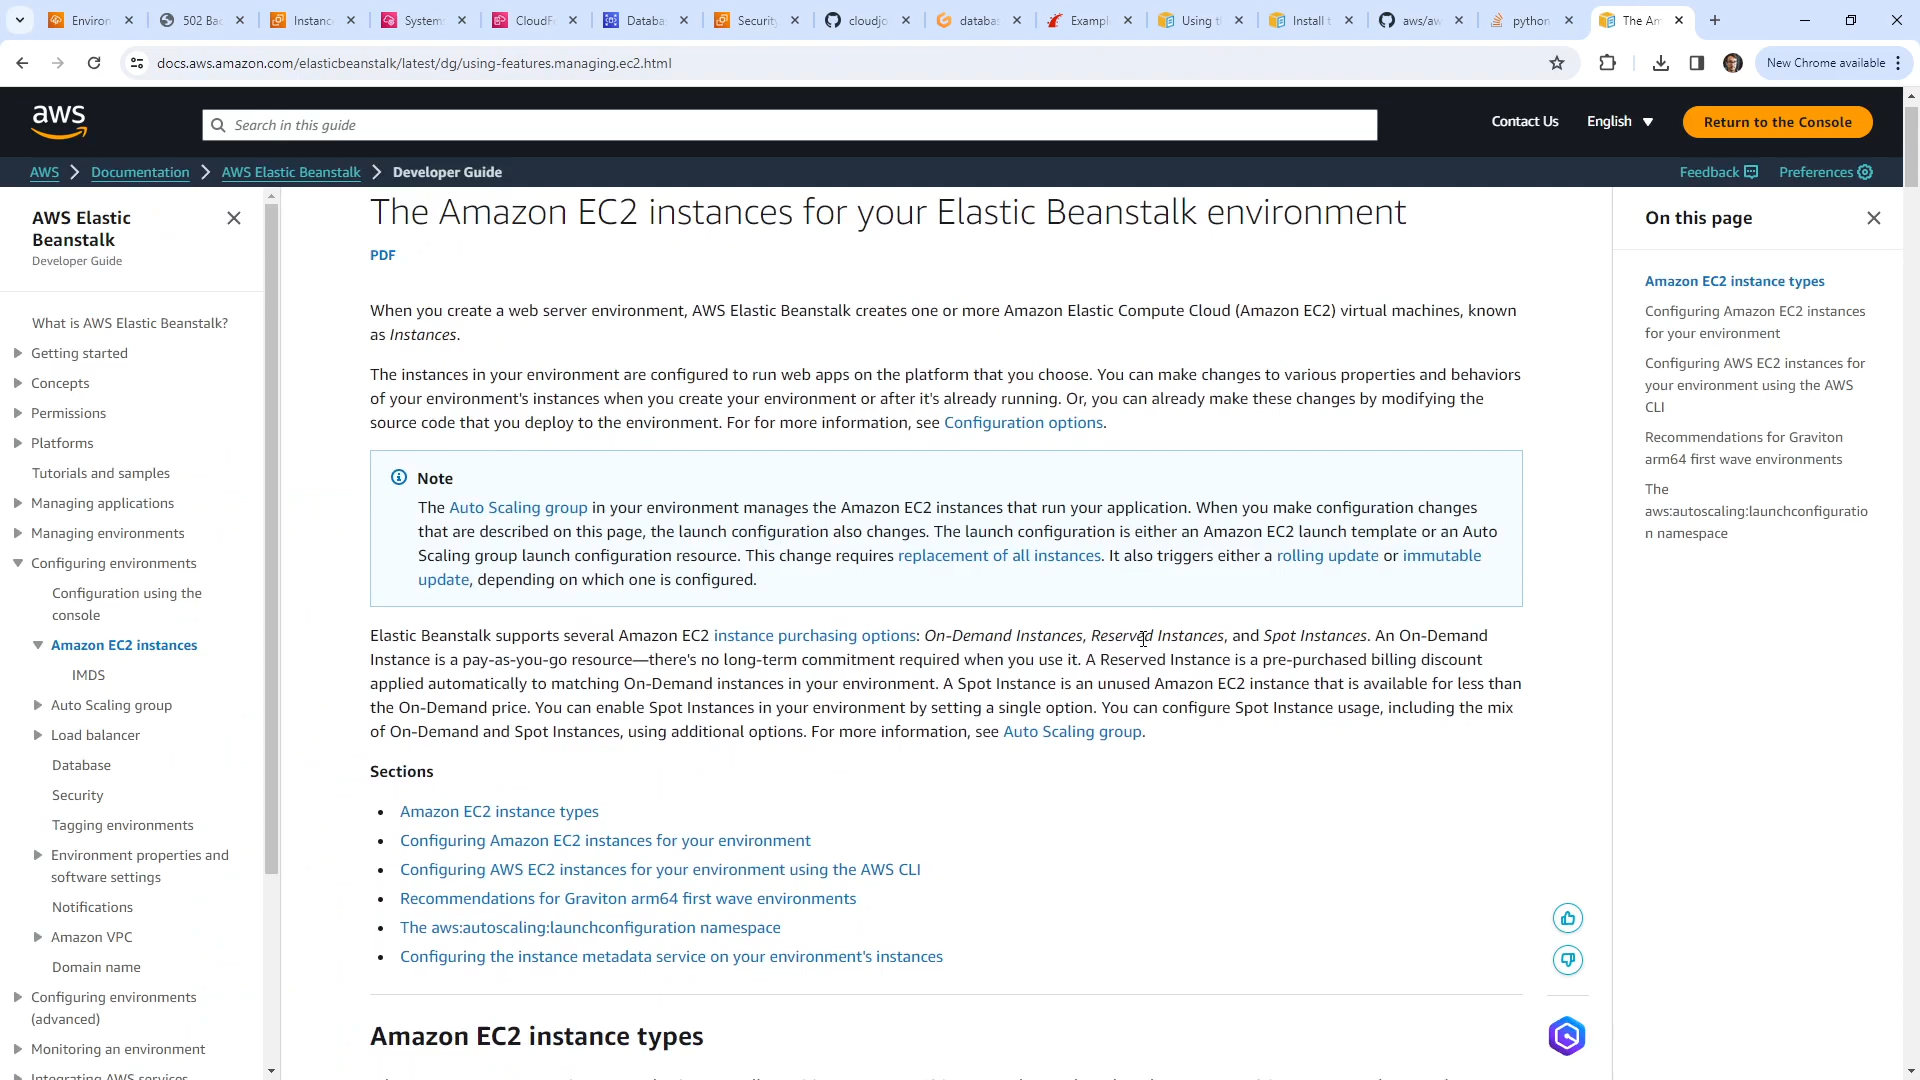 Environ
502 Ba
Instanc
System
CloudF
Databa
Security
cloudjo
databa
Exampl
Using t
Install t
aws/aw
python
The Am
docs.aws.amazon.com/elasticbeanstalk/latest/dg/using-features.managing.ec2.html
New Chrome available
aws
Search in this guide
Contact Us
English
Return to the Console
AWS
Documentation
AWS Elastic Beanstalk
Developer Guide
Feedback
Preferences
AWS Elastic
Beanstalk
Developer Guide
What is AWS Elastic Beanstalk?
Getting started
Concepts
Permissions
Platforms
Tutorials and samples
Managing applications
Managing environments
Configuring environments
Configuration using the
console
Amazon EC2 instances
IMDS
Auto Scaling group
Load balancer
Database
Security
Tagging environments
Environment properties and
software settings
Notifications
Amazon VPC
Domain name
Configuring environments
(advanced)
Monitoring an environment
Integrating AWS services
The Amazon EC2 instances for your Elastic Beanstalk environment
PDF
When you create a web server environment, AWS Elastic Beanstalk creates one or more Amazon Elastic Compute Cloud (Amazon EC2) virtual machines, known
as Instances.
The instances in your environment are configured to run web apps on the platform that you choose. You can make changes to various properties and behaviors
of your environment's instances when you create your environment or after it's already running. Or, you can already make these changes by modifying the
source code that you deploy to the environment. For for more information, see Configuration options.
Note
The Auto Scaling group in your environment manages the Amazon EC2 instances that run your application. When you make configuration changes
that are described on this page, the launch configuration also changes. The launch configuration is either an Amazon EC2 launch template or an Auto
Scaling group launch configuration resource. This change requires replacement of all instances. It also triggers either a rolling update or immutable
update, depending on which one is configured.
Elastic Beanstalk supports several Amazon EC2 instance purchasing options: On-Demand Instances, Reserved Instances, and Spot Instances. An On-Demand
Instance is a pay-as-you-go resource—there's no long-term commitment required when you use it. A Reserved Instance is a pre-purchased billing discount
applied automatically to matching On-Demand instances in your environment. A Spot Instance is an unused Amazon EC2 instance that is available for less than
the On-Demand price. You can enable Spot Instances in your environment by setting a single option. You can configure Spot Instance usage, including the mix
of On-Demand and Spot Instances, using additional options. For more information, see Auto Scaling group.
Sections
Amazon EC2 instance types
Configuring Amazon EC2 instances for your environment
Configuring AWS EC2 instances for your environment using the AWS CLI
Recommendations for Graviton arm64 first wave environments
The aws:autoscaling:launchconfiguration namespace
Configuring the instance metadata service on your environment's instances
Amazon EC2 instance types
On this page
Amazon EC2 instance types
Configuring Amazon EC2 instances
for your environment
Configuring AWS EC2 instances for
your environment using the AWS
CLI
Recommendations for Graviton
arm64 first wave environments
The
aws:autoscaling:launchconfiguratio
n namespace